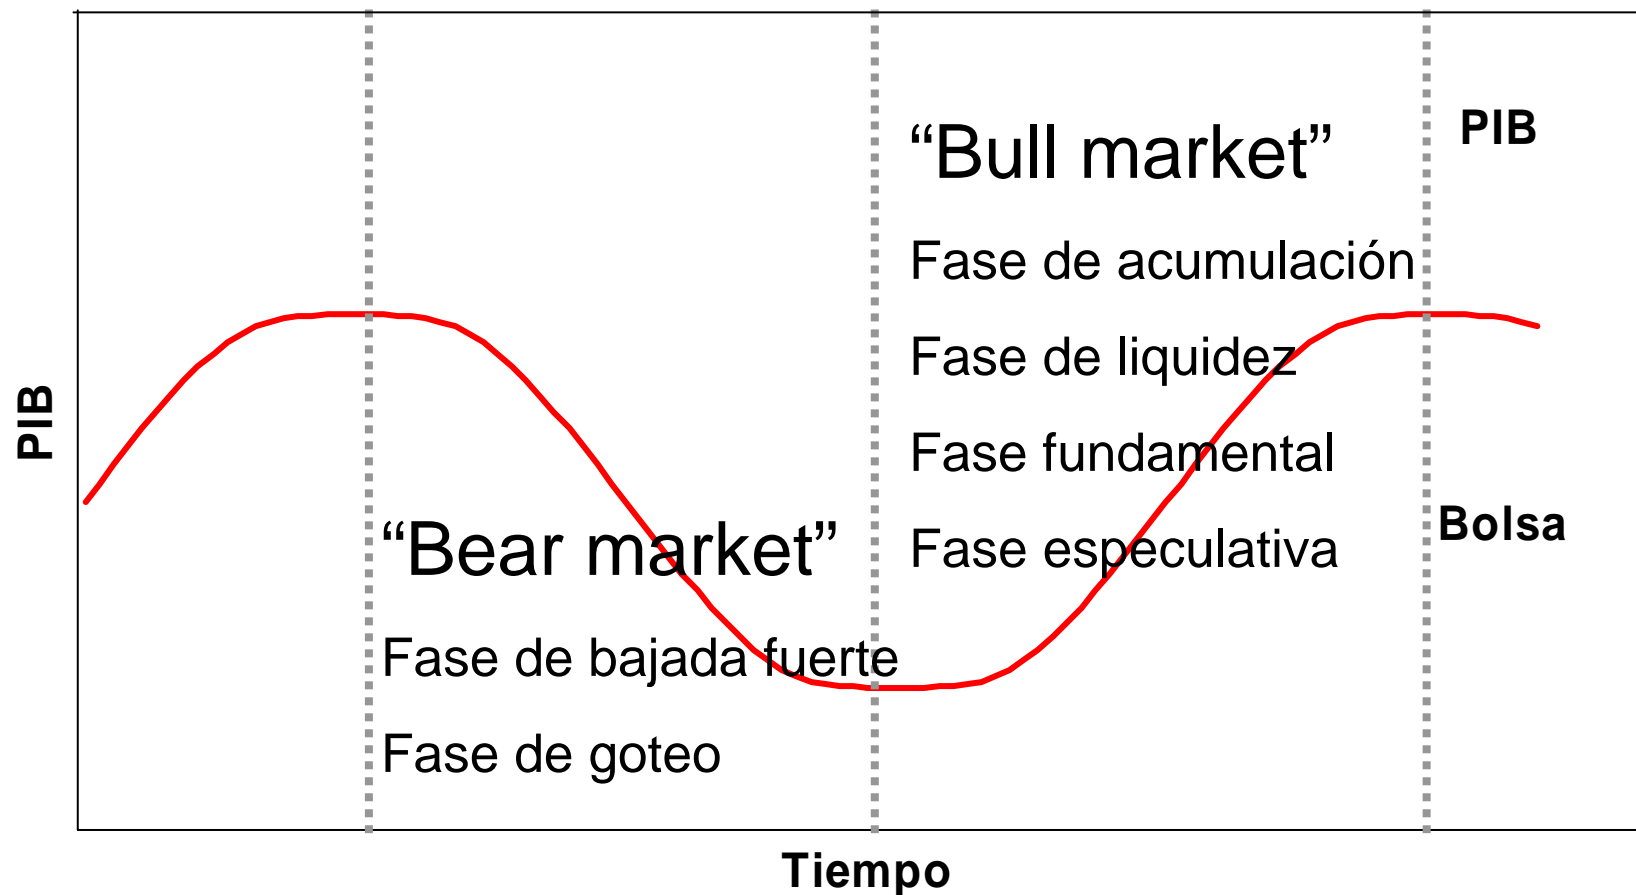 PIB
“Bull market”
Fase de acumulación
Fase de liquidez
Fase fundamental
Fase especulativa
Bolsa
PIB
“Bear market”
Fase de bajada fuerte
Fase de goteo
Tiempo